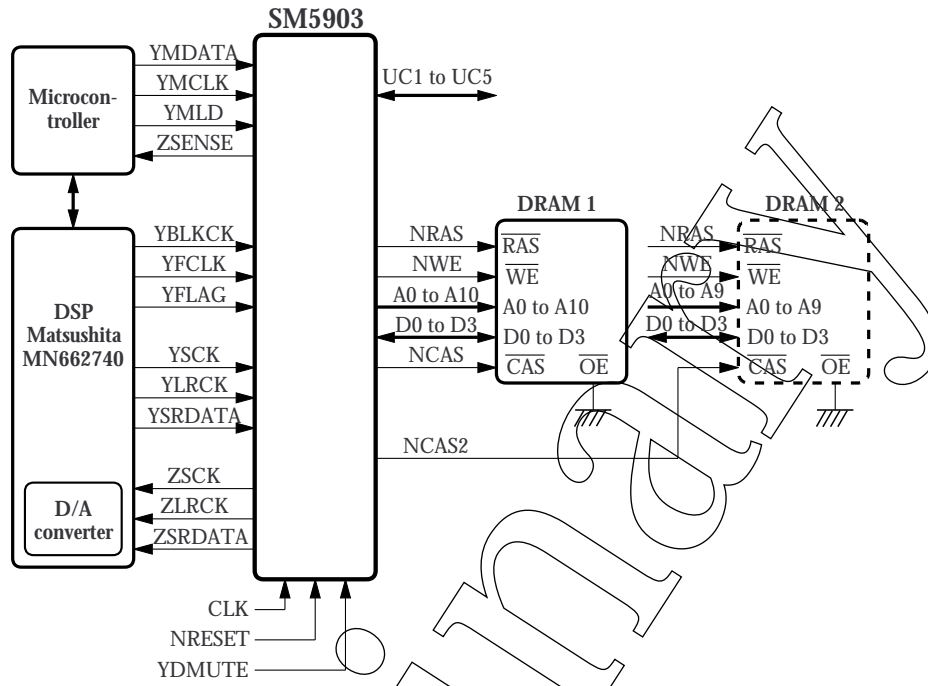 SM5903
Microcon-
troller
YMDATA
YMCLK
YMLD
ZSENSE
UC1 to UC5
DSP
Matsushita
MN662740
YBLKCK
YFCLK
YFLAG
YSCK
YLRCK
YSRDATA
D/A
converter
ZSCK
ZLRCK
ZSRDATA
CLK
NRESET
YDMUTE
NRAS
NWE
A0 to A10
D0 to D3
NCAS
NCAS2
DRAM 1
RAS
WE
A0 to A10
D0 to D3
CAS OE
NRAS
NWE
A0 to A9
D0 to D3
DRAM 2
RAS
WE
A0 to A9
D0 to D3
CAS OE
inary